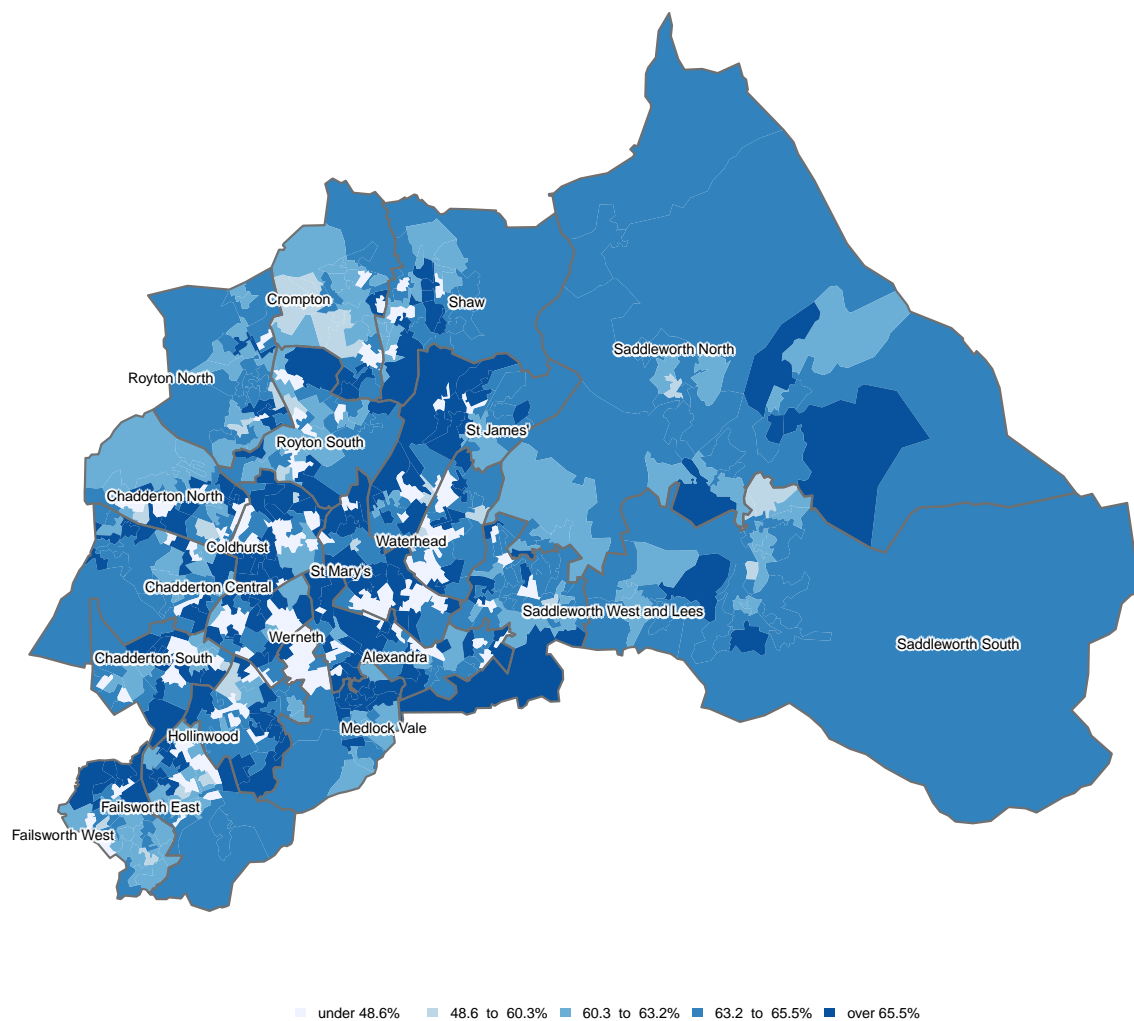 Crompton
Shaw
Saddleworth North
Royton North
St James'
Royton South
Chadderton North
Waterhead
Coldhurst
St Mary's
Chadderton Central
Saddleworth West and Lees
Werneth
Saddleworth South
Alexandra
Chadderton South
Medlock Vale
Hollinwood
Failsworth East
Failsworth West
under 48.6% 48.6 to 60.3% 60.3 to 63.2% 63.2 to 65.5% over 65.5%